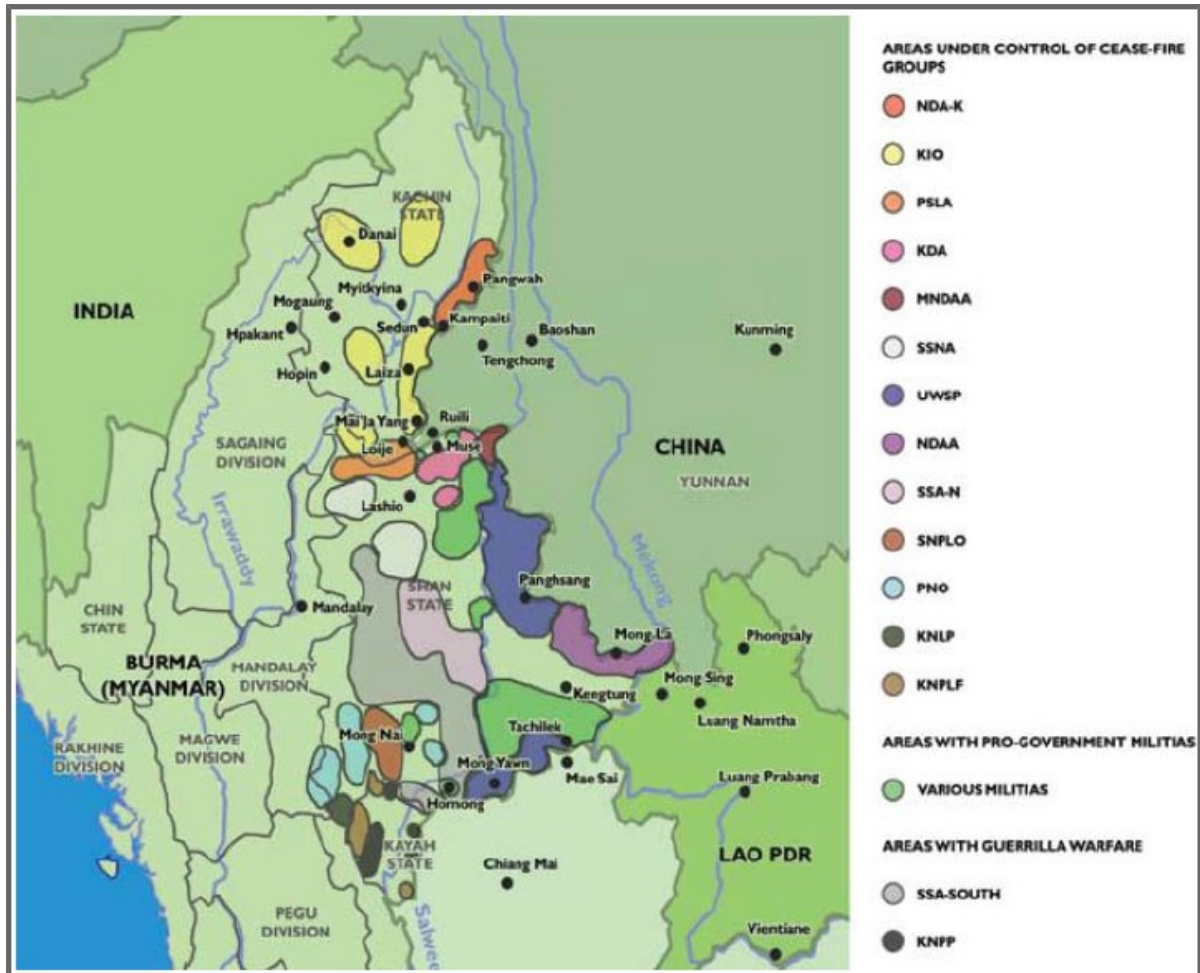 KACHIN
STATE
Danai
Pangwah
Myitkyina
Mogaung
INDIA
Sedun
Kampaiti
Baoshan
Kunming
Hpakant
Tengchong
Hopin
Laiza
Mai Ja Yang
Ruili
SAGAING
DIVISION
Loije
Muse
CHINA
YUNNAN
Lashio
Irrawaddy
Mekong
Panghsang
SHAN
STATE
CHIN
STATE
Mandalay
Mong-La
Phongsaly
BURMA
(MYANMAR)
MANDALAY
DIVISION
Kengtung
Mong Sing
Luang Namtha
MAGWE
DIVISION
Mong Nai
Tachilek
RAKHINE
DIVISION
Mong Yawn
Mae Sai
Luang Prabang
Homong
KAYAH
STATE
Chiang Mai
LAO PDR
PEGU
DIVISION
Salwee
Vientiane
AREAS UNDER CONTROL OF CEASE-FIRE
GROUPS
NDA-K
KIO
PSLA
KDA
MNDAA
SSNA
UWSP
NDAA
SSA-N
SNPLO
PNO
KNLP
KNPLF
AREAS WITH PRO-GOVERNMENT MILITIAS
VARIOUS MILITIAS
AREAS WITH GUERRILLA WARFARE
SSA-SOUTH
KNPP